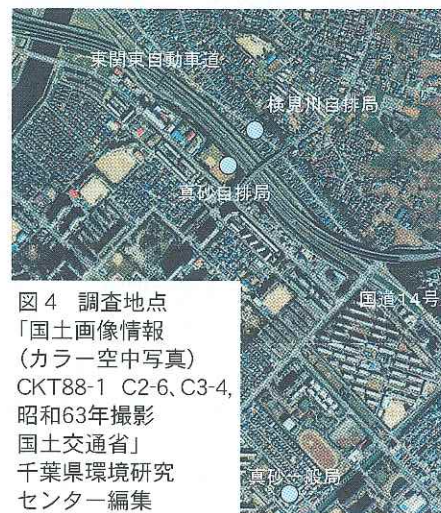 東関東自動車道
検見川自排局
真砂自排局
国道14号
真砂一般局
図4 調査地点
「国土画像情報
(カラー空中写真)
CKT88-1 C2-6、C3-4,
昭和63年撮影
国土交通省」
千葉県環境研究
センター編集